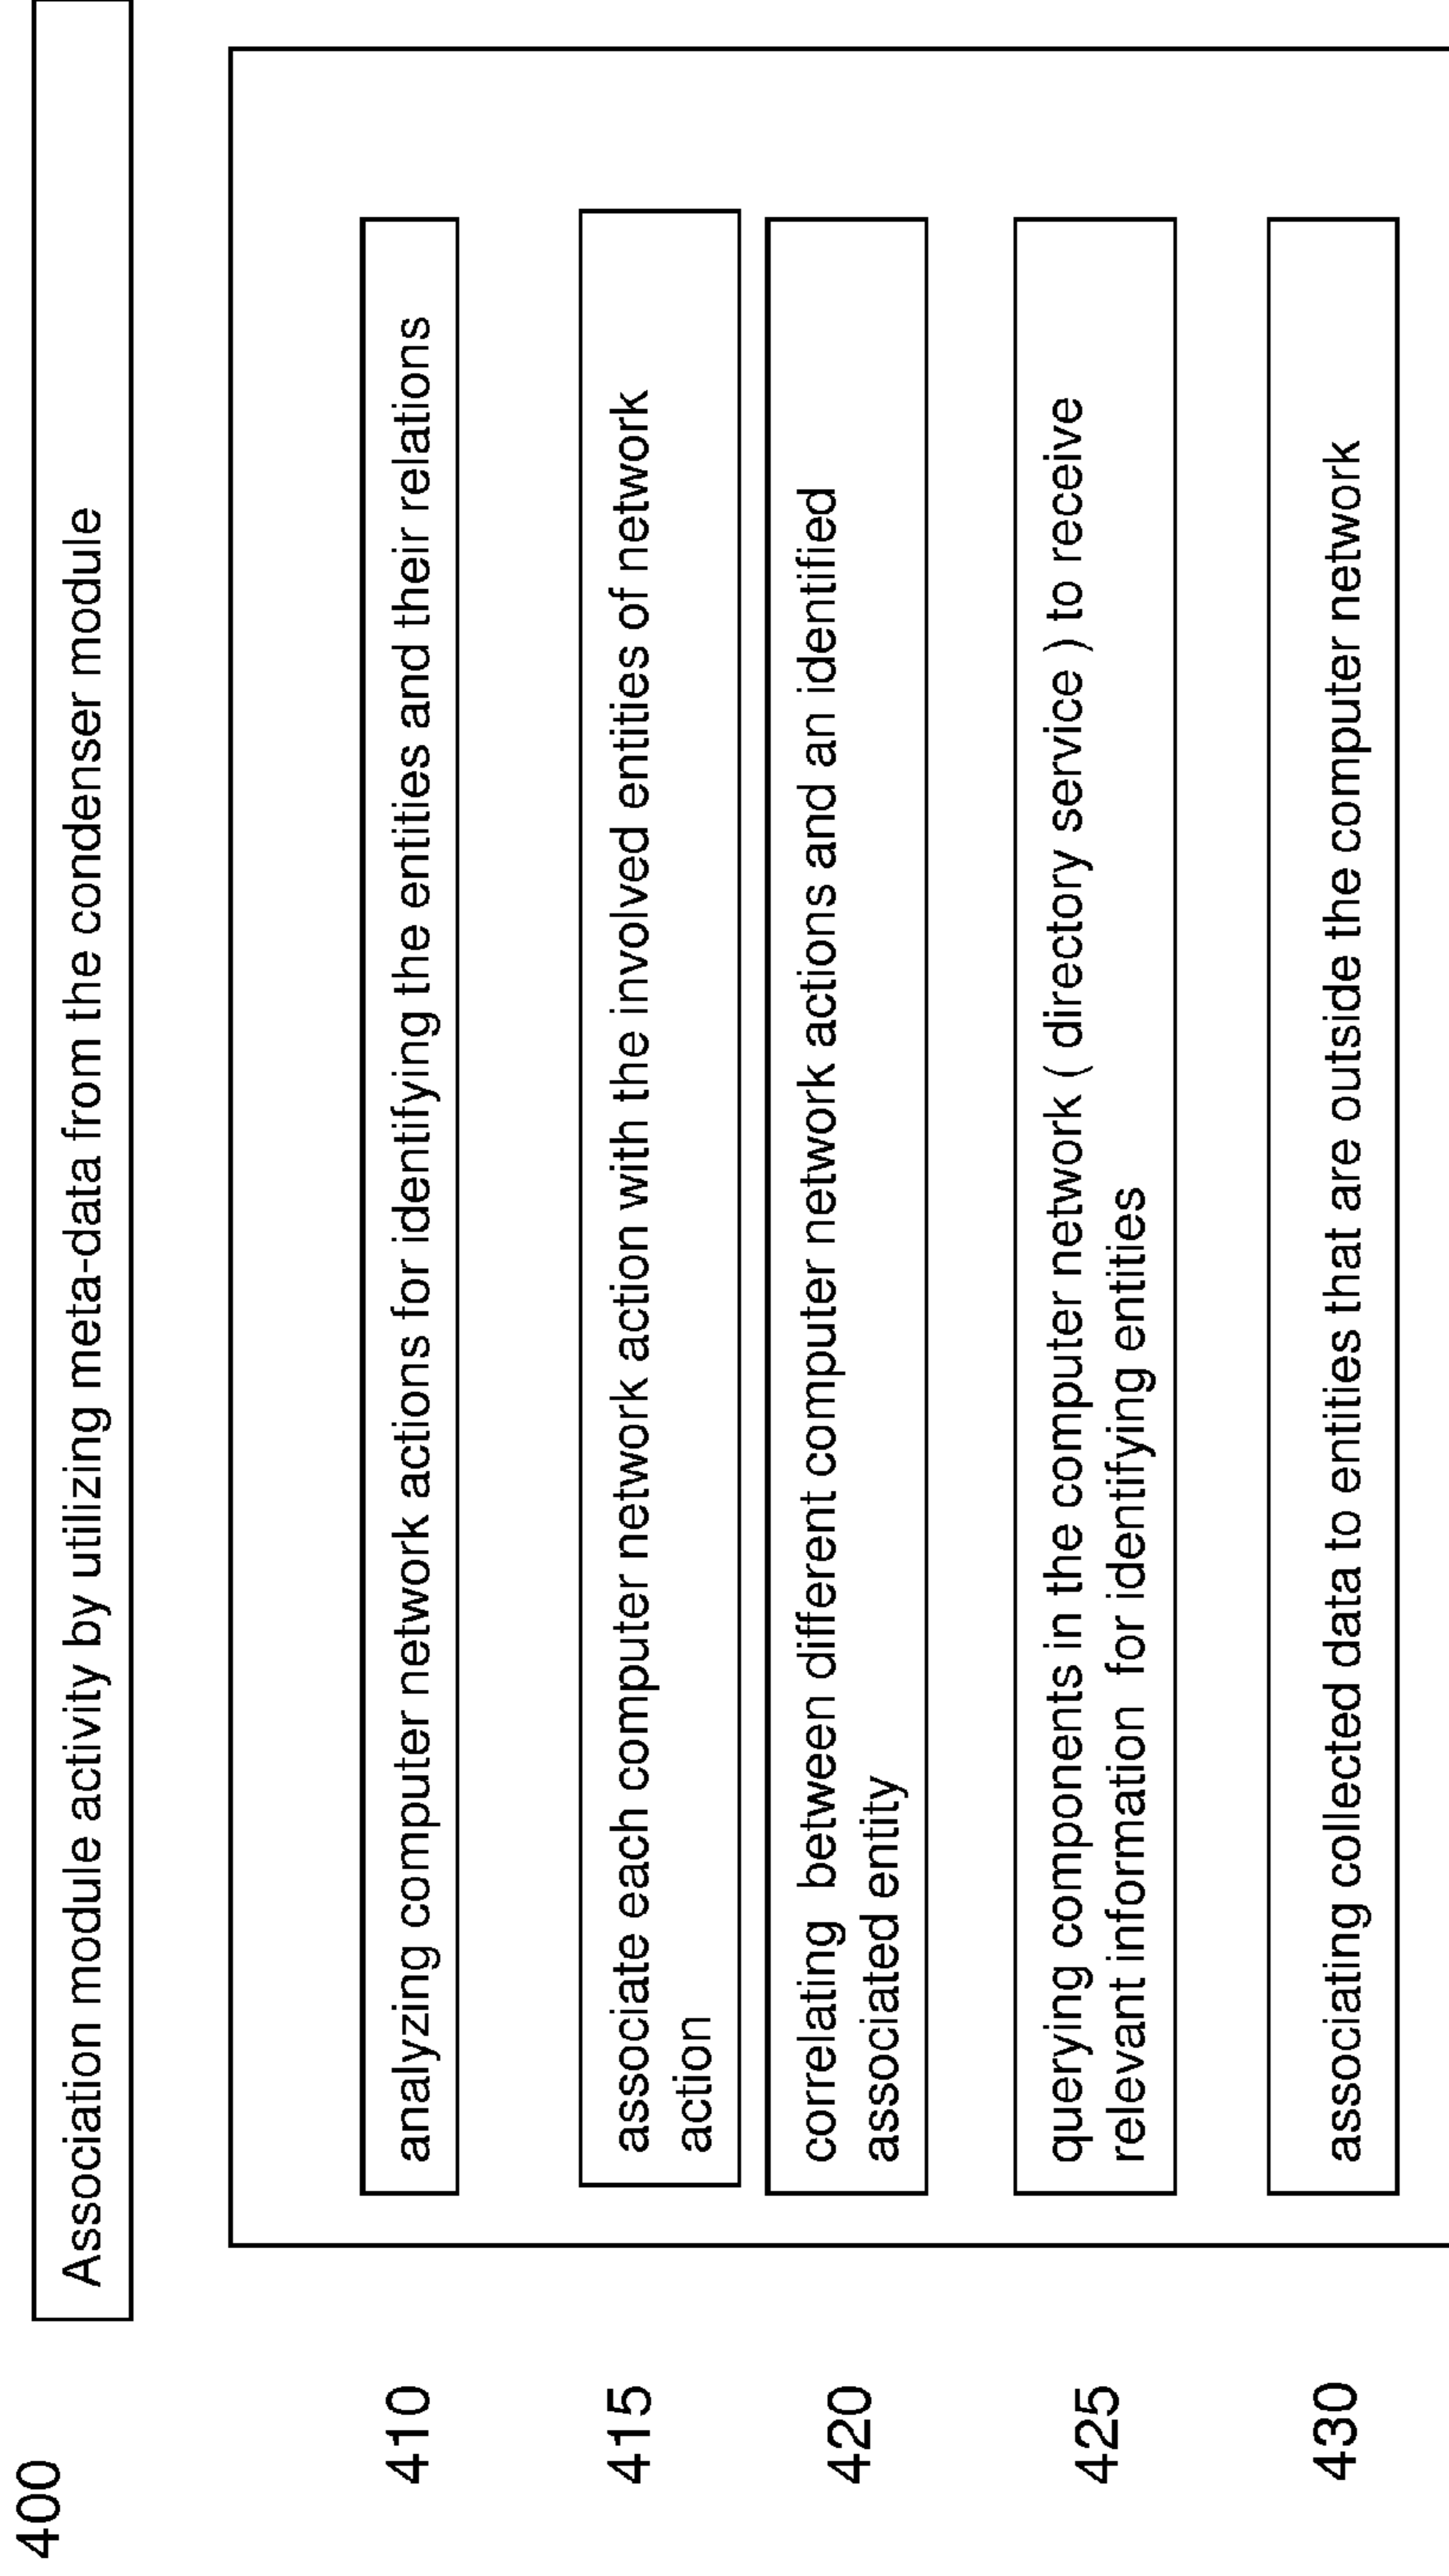 400
Association module activity by utilizing meta-data from the condenser module
410
analyzing computer network actions for identifying the entities and their relations
415
associate each computer network action with the involved entities of network
action
420
correlating between different computer network actions and an identified
associated entity
425
querying components in the computer network ( directory service ) to receive
relevant information for identifying entities
430
associating collected data to entities that are outside the computer network